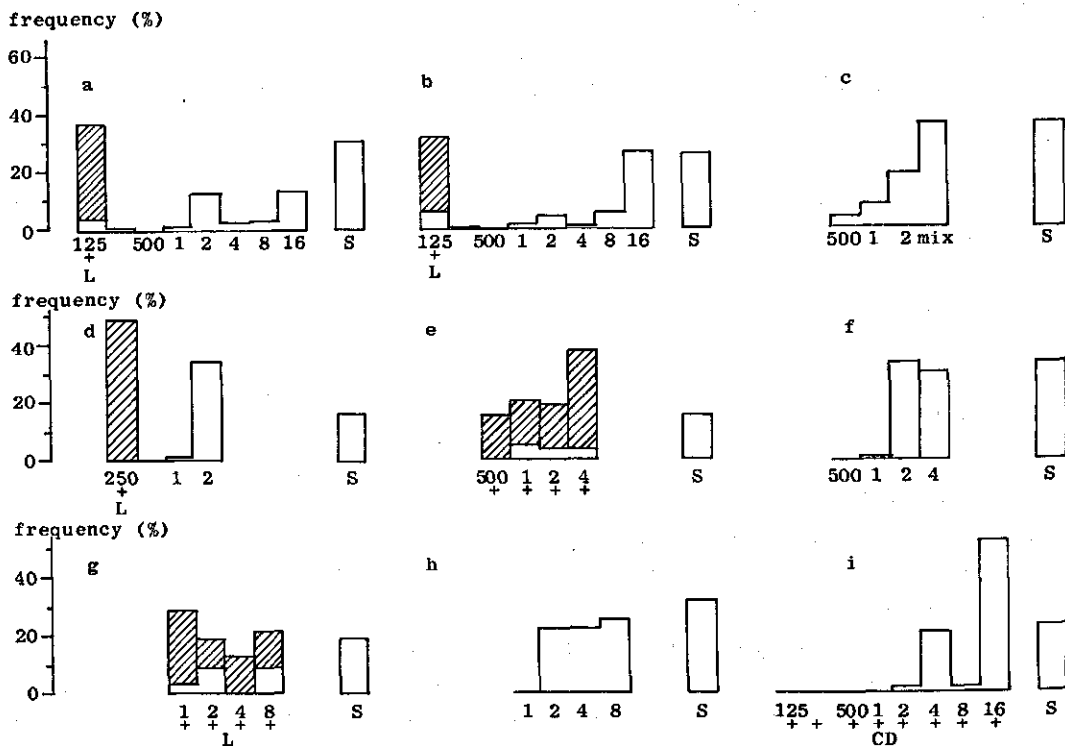 frequency (%)
60
40
20
0
a
b
c
125 500 1 2 4 8 16 S
+
L
125 500 1 2 4 8 16 S
+
L
500 1 2 mix S
frequency (%)
40
20
0
d
e
f
250 1 2 S
+
L
500 1 2 4 S
+ + + +
500 1 2 4 S
frequency (%)
40
20
0
g
h
i
1 2 4 8 S
+ + + +
L
1 2 4 8 S
125 500 1 2 4 8 16 S
+ + + + + + + +
CD